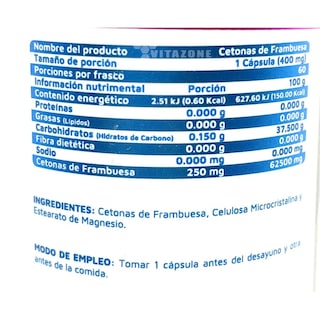 VITAZONE
Nombre del producto Cetonas de Frambuesa
Tamaño de porción 1 Cápsula (400 mg)
Porciones por frasco 60
Información nutrimental Porción 100 g
Contenido energético 2.51 kJ (0.60 Kcal) 627.60 kJ (150.00 Kcal)
Proteínas 0.000 g 0.000 g
Grasas (Lípidos) 0.000 g 0.000 g
Carbohidratos (Hidratos de Carbono) 0.150 g 37.500 g
Fibra dietética 0.000 g 0.000 g
Sodio 0.000 mg 0.000 mg
Cetonas de Frambuesa 250 mg 62500 mg
INGREDIENTES: Cetonas de Frambuesa, Celulosa Microcristalina y
Estearato de Magnesio.
MODO DE EMPLEO: Tomar 1 cápsula antes del desayuno y otra
antes de la comida.